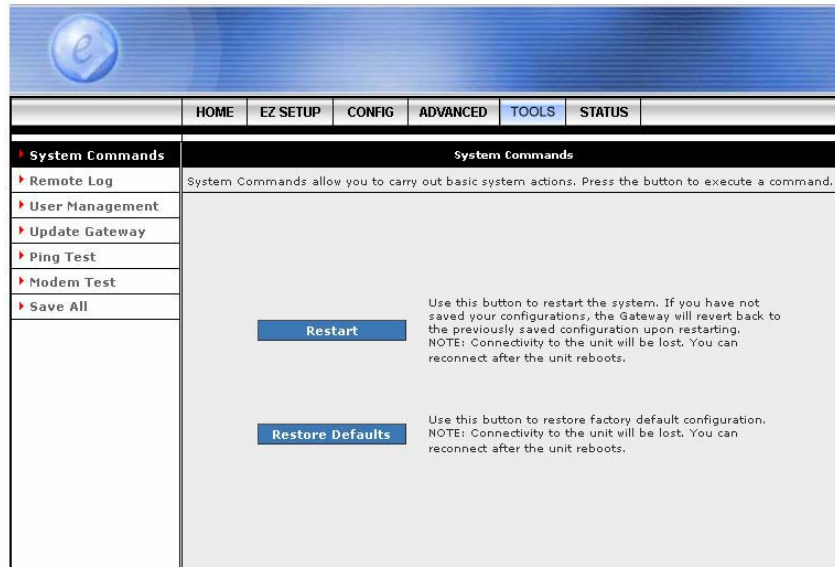 e
HOME EZ SETUP CONFIG ADVANCED TOOLS STATUS
System Commands
Remote Log
User Management
Update Gateway
Ping Test
Modem Test
Save All
System Commands
System Commands allow you to carry out basic system actions. Press the button to execute a command.
Restart
Use this button to restart the system. If you have not
saved your configurations, the Gateway will revert back to
the previously saved configuration upon restarting.
NOTE: Connectivity to the unit will be lost. You can
reconnect after the unit reboots.
Restore Defaults
Use this button to restore factory default configuration.
NOTE: Connectivity to the unit will be lost. You can
reconnect after the unit reboots.